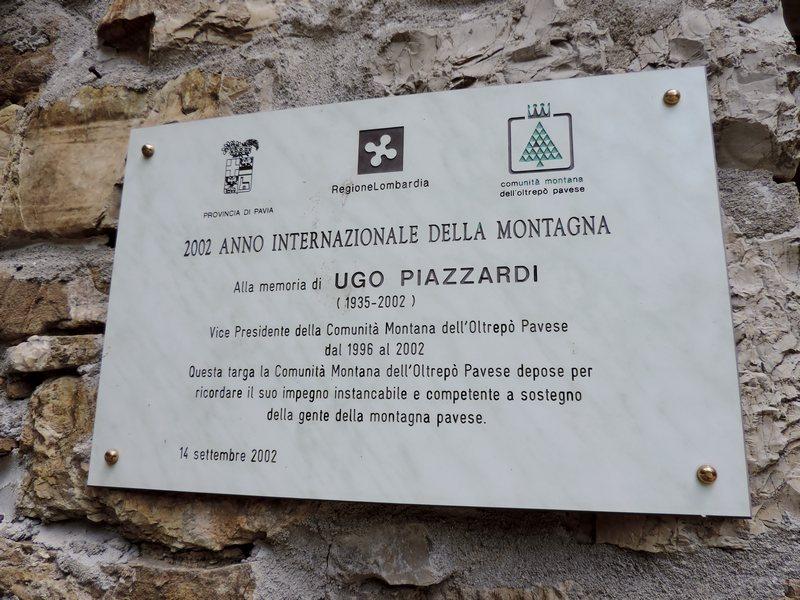 PROVINCIA DI PAVIA
RegioneLombardia
comunità montana
dell'oltrepò pavese
2002 ANNO INTERNAZIONALE DELLA MONTAGNA
Alla memoria di UGO PIAZZARDI
( 1935-2002 )
Vice Presidente della Comunità Montana dell'Oltrepò Pavese
dal 1996 al 2002
Questa targa la Comunità Montana dell'Oltrepò Pavese depose per
ricordare il suo impegno instancabile e competente a sostegno
della gente della montagna pavese.
14 settembre 2002